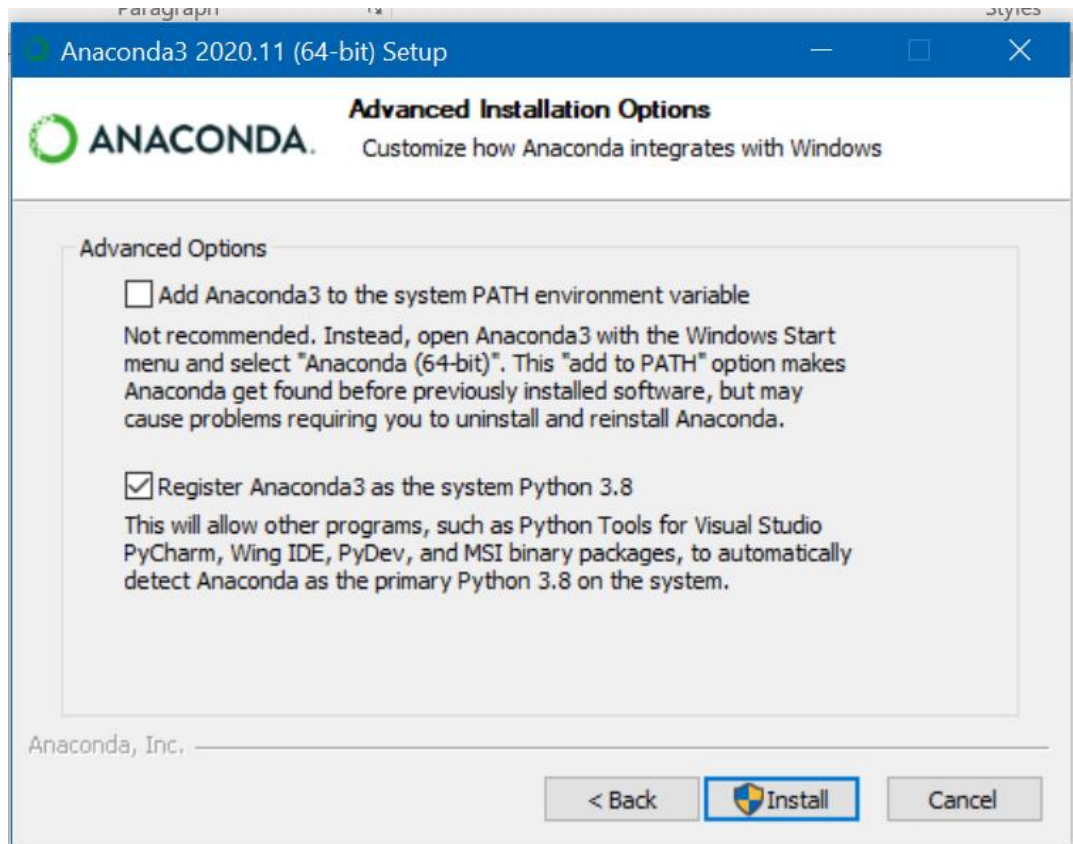 Paragraph Styles
Anaconda3 2020.11 (64-bit) Setup
ANACONDA.
Advanced Installation Options
Customize how Anaconda integrates with Windows
Advanced Options
Add Anaconda3 to the system PATH environment variable
Not recommended. Instead, open Anaconda3 with the Windows Start
menu and select "Anaconda (64-bit)". This "add to PATH" option makes
Anaconda get found before previously installed software, but may
cause problems requiring you to uninstall and reinstall Anaconda.
Register Anaconda3 as the system Python 3.8
This will allow other programs, such as Python Tools for Visual Studio
PyCharm, Wing IDE, PyDev, and MSI binary packages, to automatically
detect Anaconda as the primary Python 3.8 on the system.
Anaconda, Inc.
< Back Install Cancel